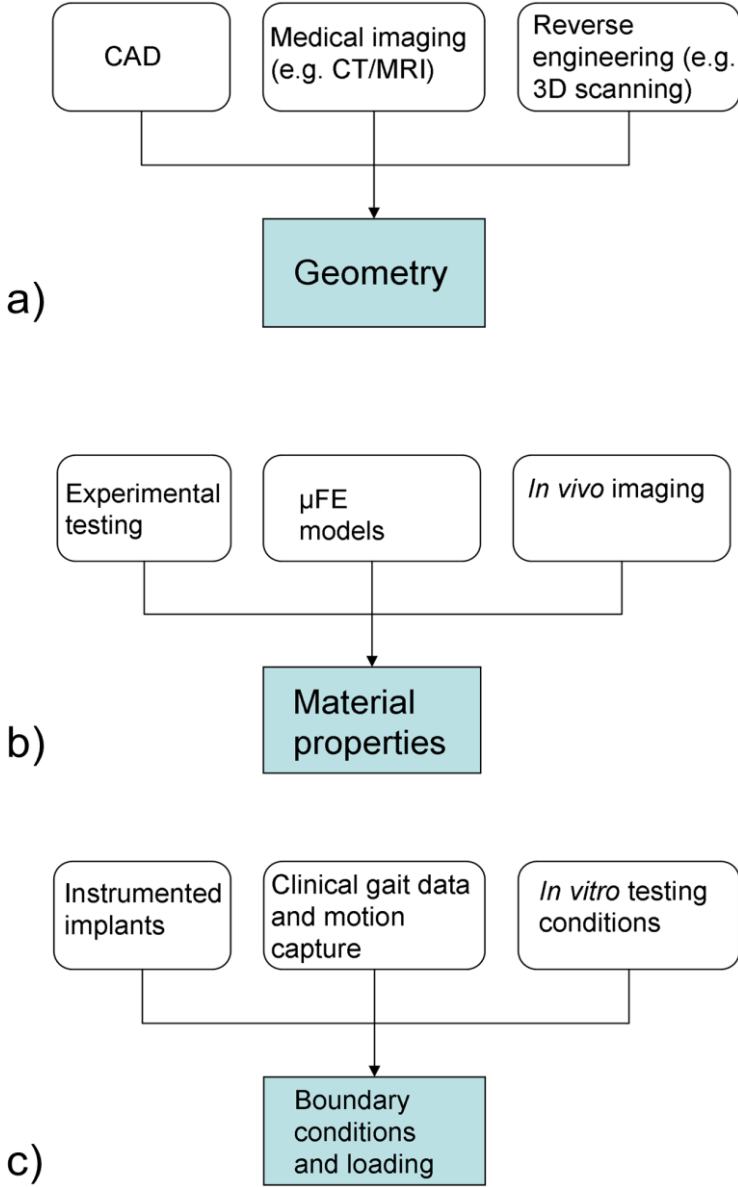 CAD
Medical imaging
(e.g. CT/MRI)
Reverse
engineering (e.g.
3D scanning)
Geometry
a)
Experimental
testing
µFE
models
In vivo imaging
Material
properties
b)
Instrumented
implants
Clinical gait data
and motion
capture
In vitro testing
conditions
Boundary
conditions
and loading
c)